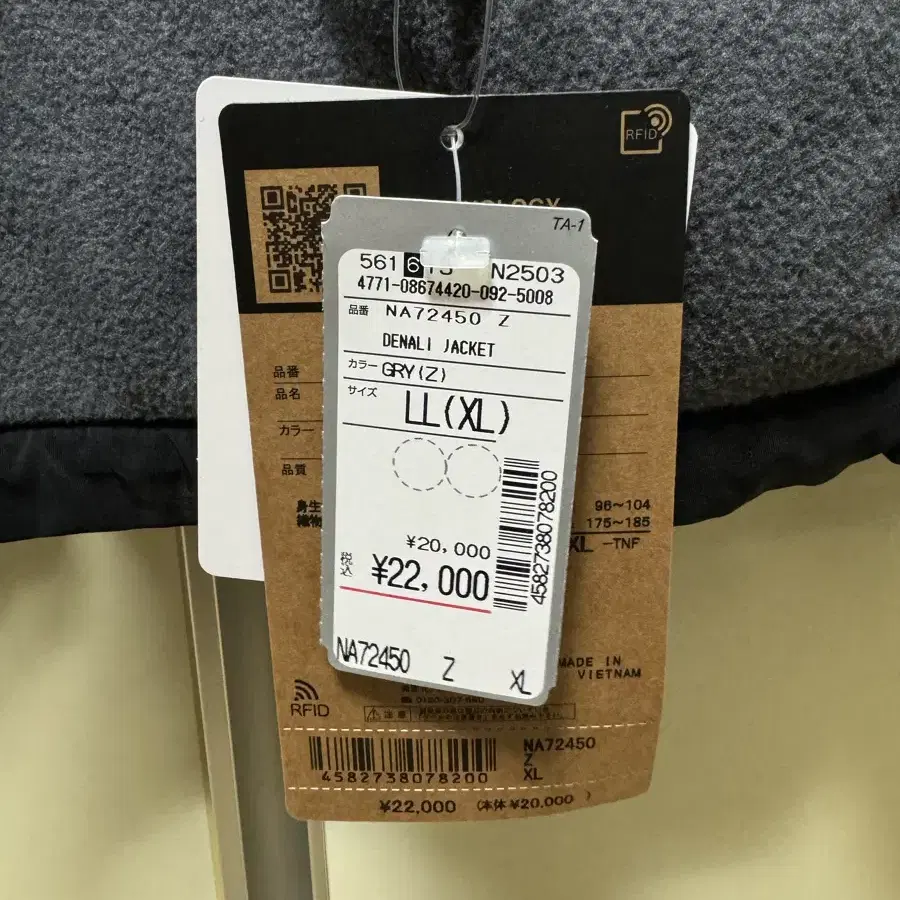 RFID
TA-1
N2503
4771-08674420-092-5008
品番 NA72450 Z
DENALI JACKET
カラー GRY(Z)
サイズ
LL(XL)
¥20,000
税込 ¥22,000
4582738078200
NA72450 Z XL
品番
品名
カラー
品質
96~104
175~185
XL -TNF
MADE IN
VIETNAM
RFID
注意
4582738078200
NA72450
Z
XL
¥22,000 (本体 ¥20,000 )